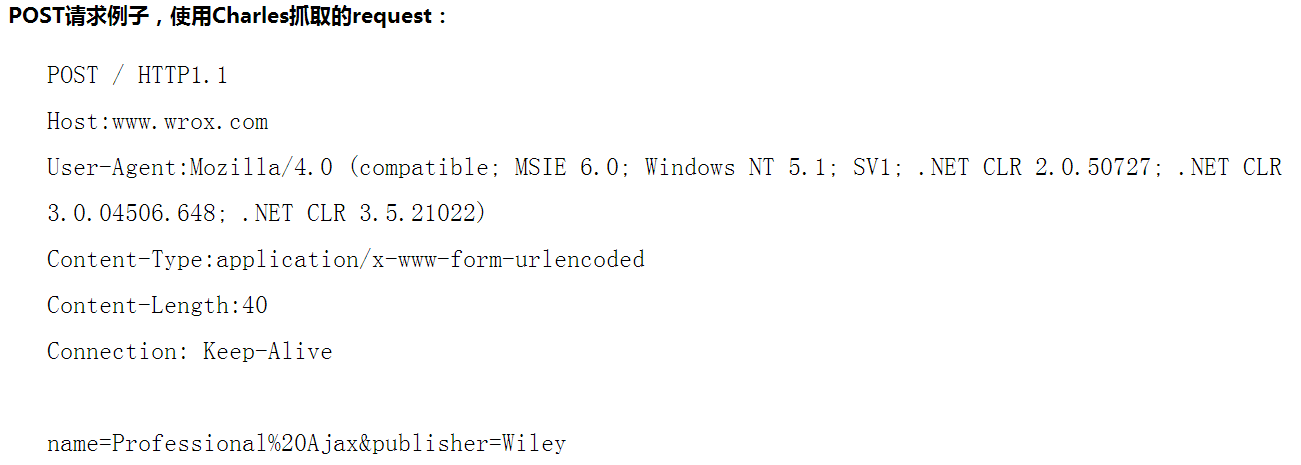 POST请求例子，使用Charles抓取的request：
POST / HTTP1.1
Host:www.wrox.com
User-Agent:Mozilla/4.0 (compatible; MSIE 6.0; Windows NT 5.1; SV1; .NET CLR 2.0.50727; .NET CLR
3.0.04506.648; .NET CLR 3.5.21022)
Content-Type:application/x-www-form-urlencoded
Content-Length:40
Connection: Keep-Alive
name=Professional%20Ajax&publisher=Wiley